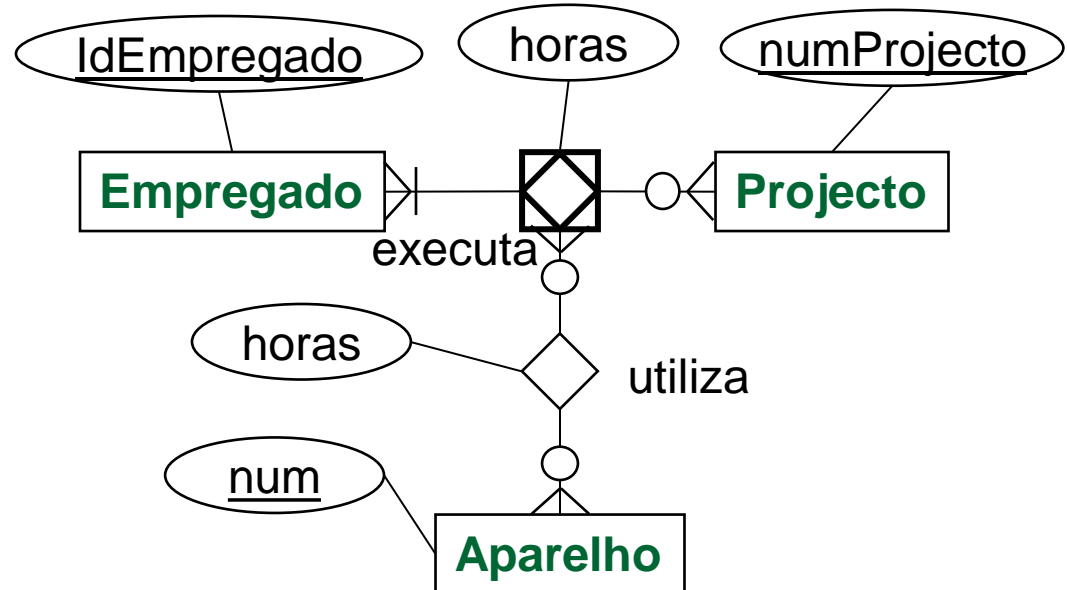 IdEmpregado
horas
numProjecto
Empregado
Projecto
executa
horas
utiliza
num
Aparelho